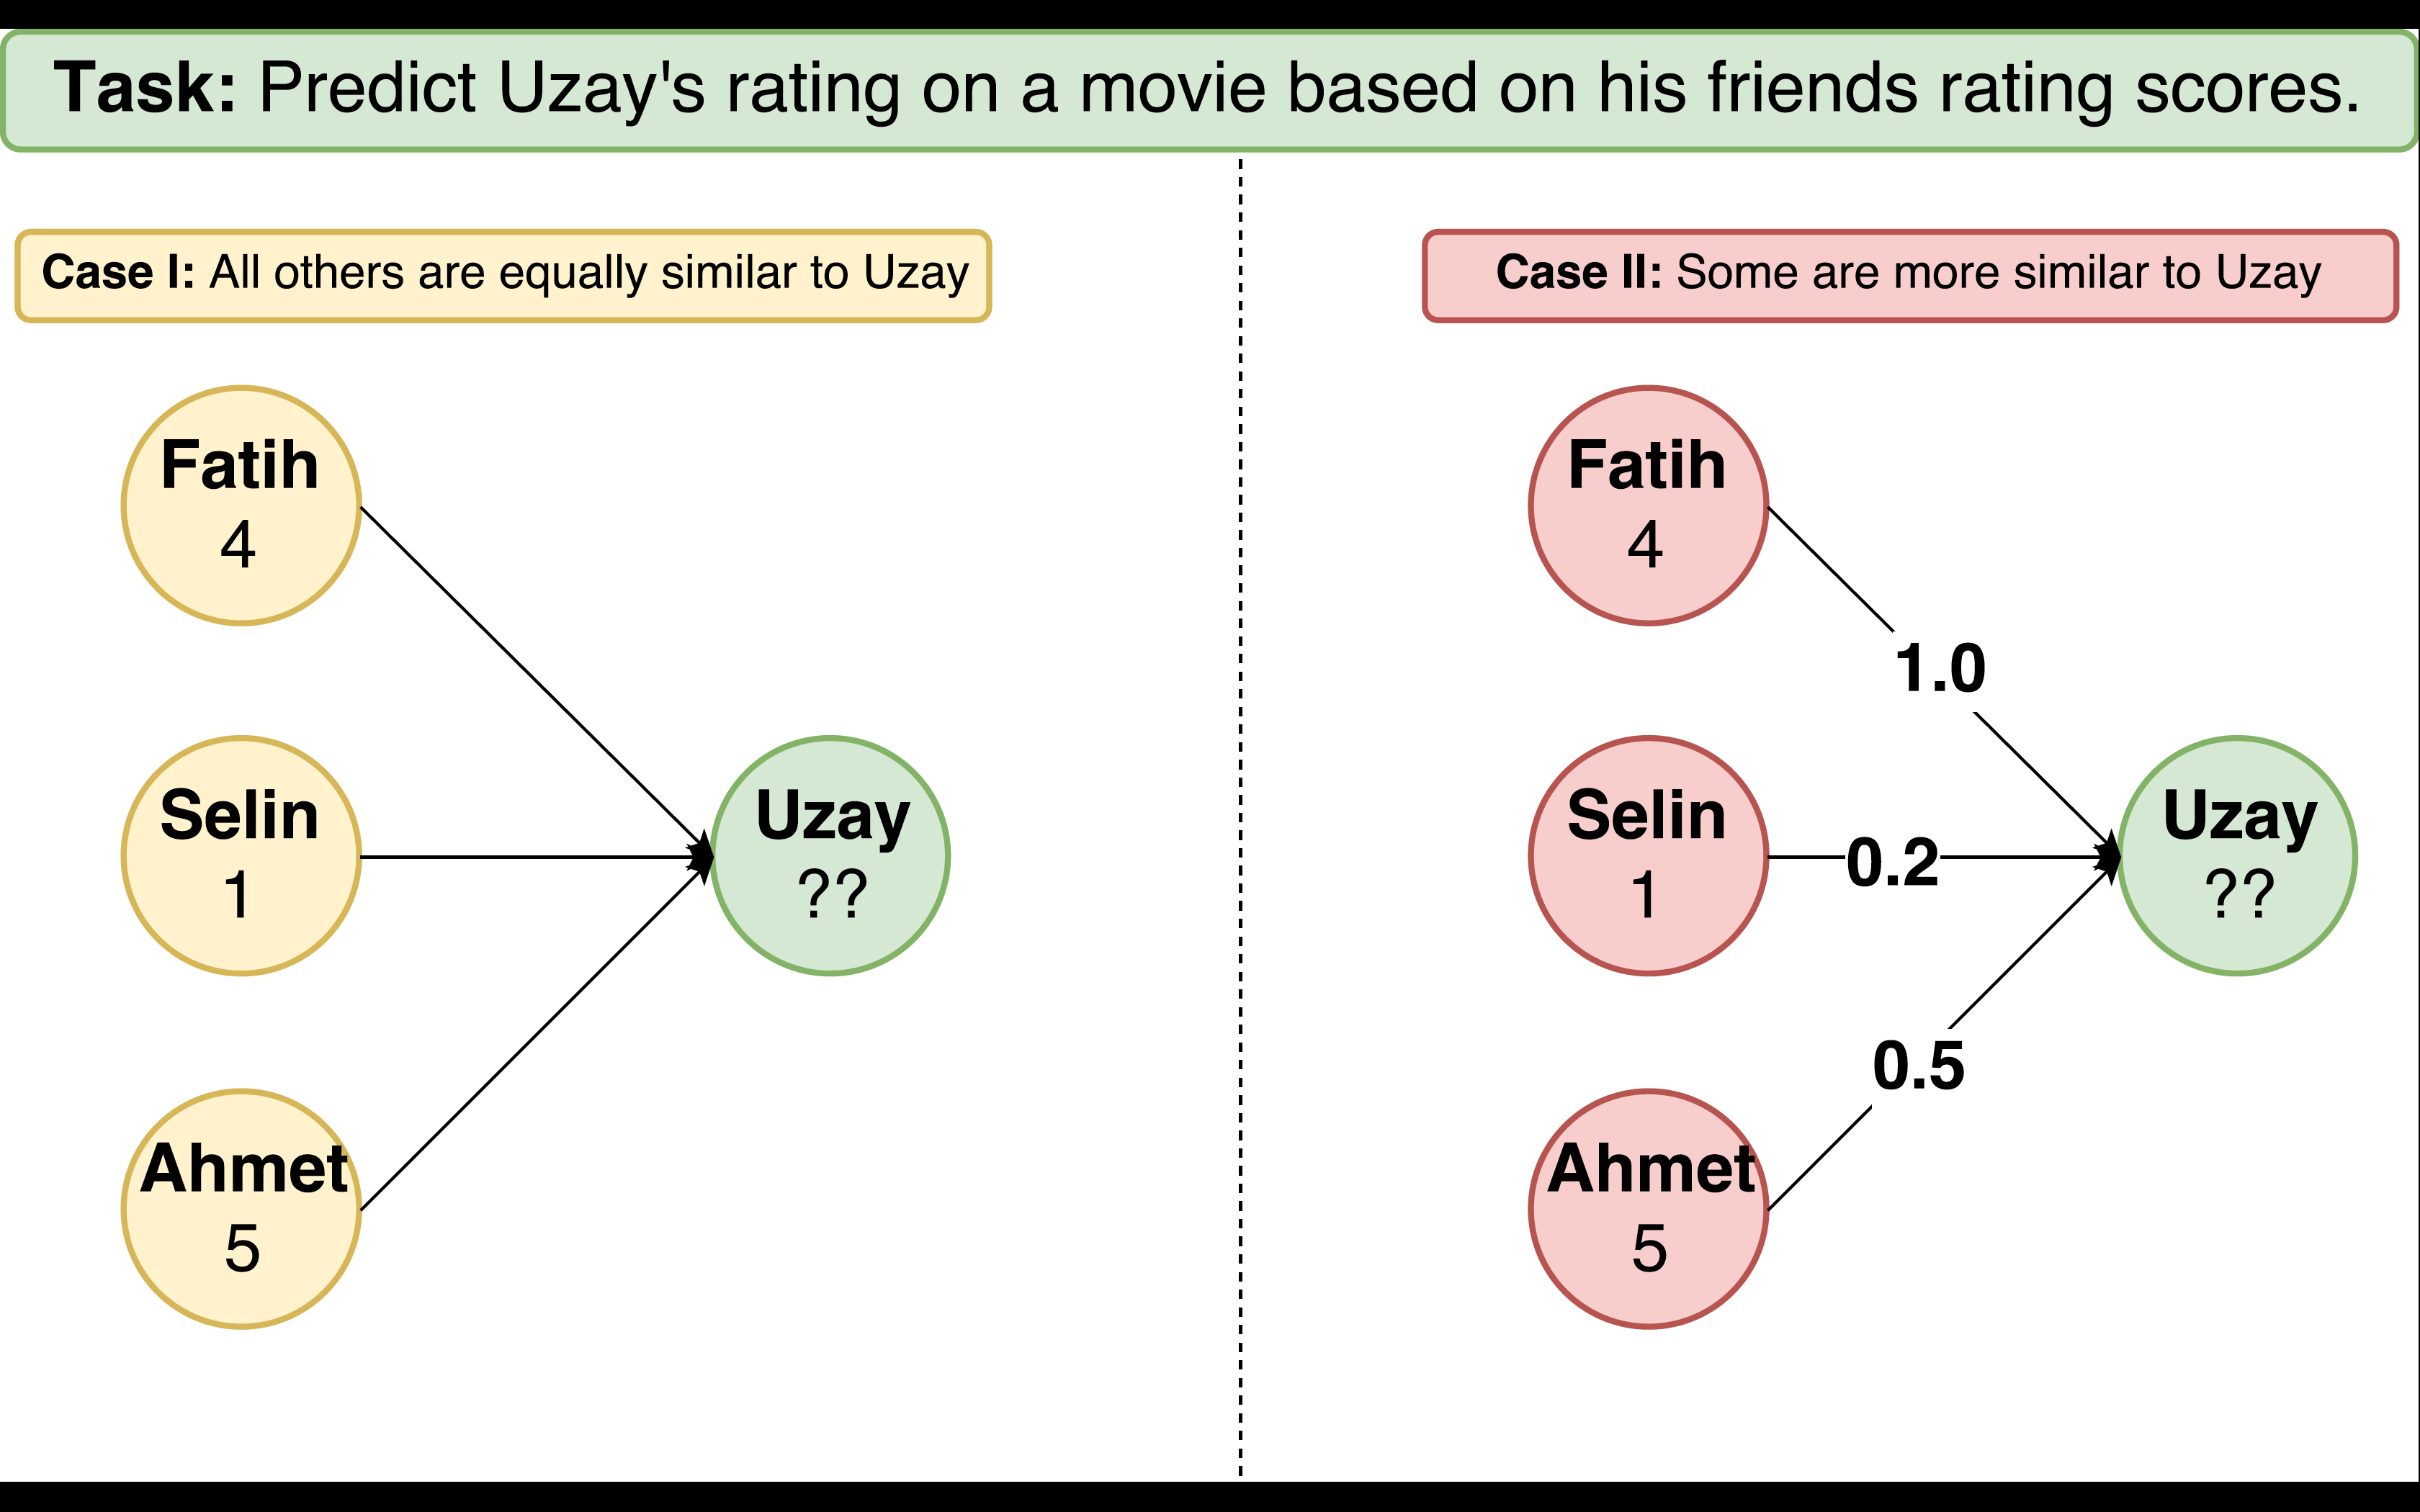 Task: Predict Uzay's rating on a movie based on his friends rating scores.
Case I: All others are equally similar to Uzay
Fatih
4
Selin
1
Ahmet
5
Uzay
??
Case II: Some are more similar to Uzay
Fatih
4
Selin
1
Ahmet
5
1.0
0.2
0.5
Uzay
??